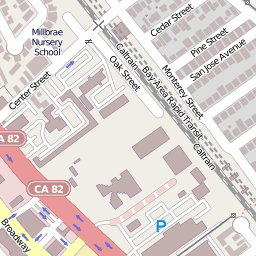 Millbrae
Nursery
School
Cedar Street
Pine Street
San Jose Avenue
Monterey Street
Caltrain
Oak Street
Bay Area Rapid Transit
Caltrain
Center Street
CA 82
CA 82
Broadway
P